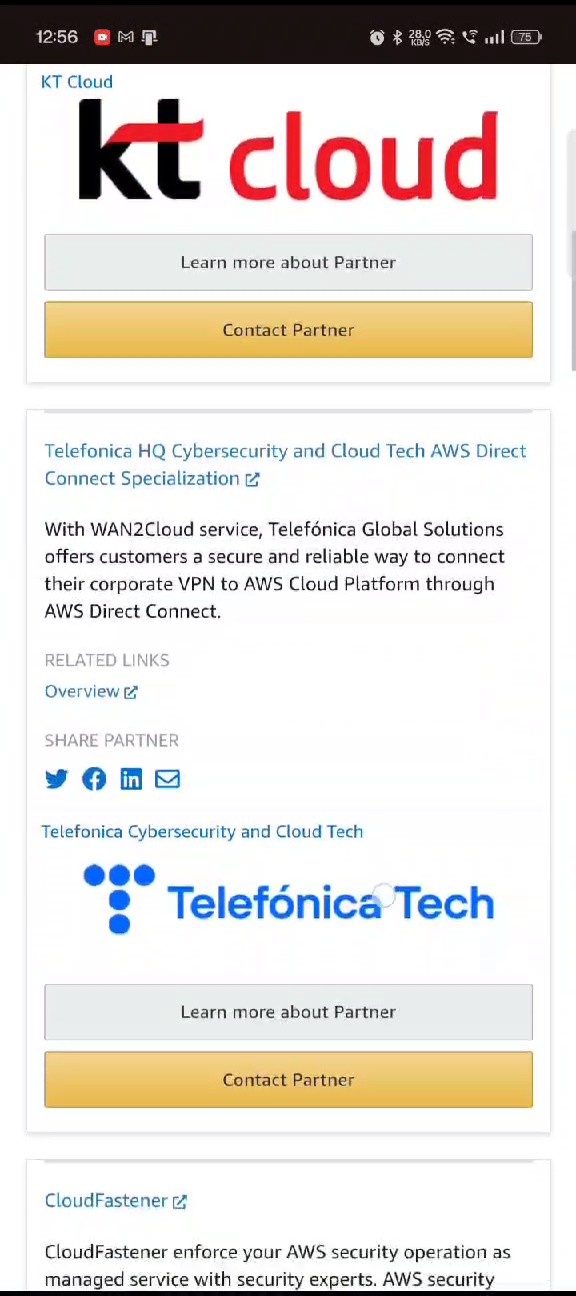 12:56 28.0 KB/S 75
KT Cloud
kt cloud
Learn more about Partner
Contact Partner
Telefonica HQ Cybersecurity and Cloud Tech AWS Direct
Connect Specialization
With WAN2Cloud service, Telefónica Global Solutions
offers customers a secure and reliable way to connect
their corporate VPN to AWS Cloud Platform through
AWS Direct Connect.
RELATED LINKS
Overview
SHARE PARTNER
Telefonica Cybersecurity and Cloud Tech
Telefónica Tech
Learn more about Partner
Contact Partner
CloudFastener
CloudFastener enforce your AWS security operation as
managed service with security experts. AWS security